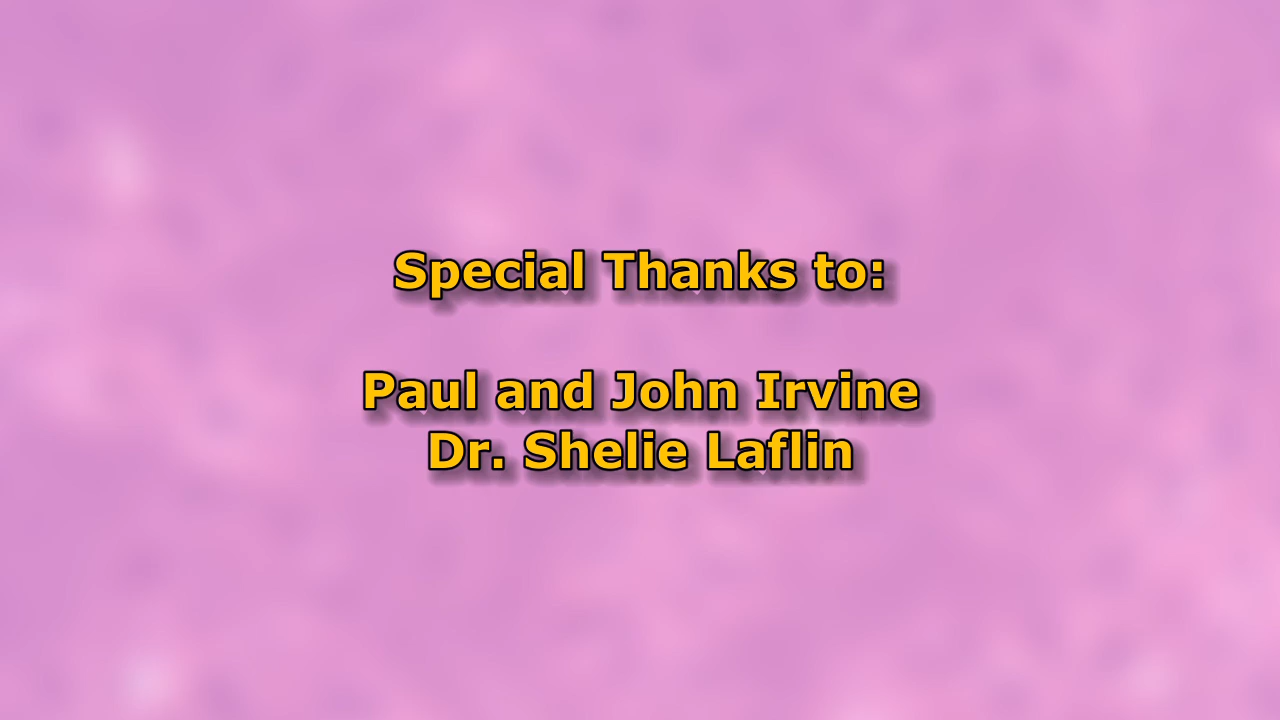 Special Thanks to:
Paul and John Irvine
Dr. Shelie Laflin